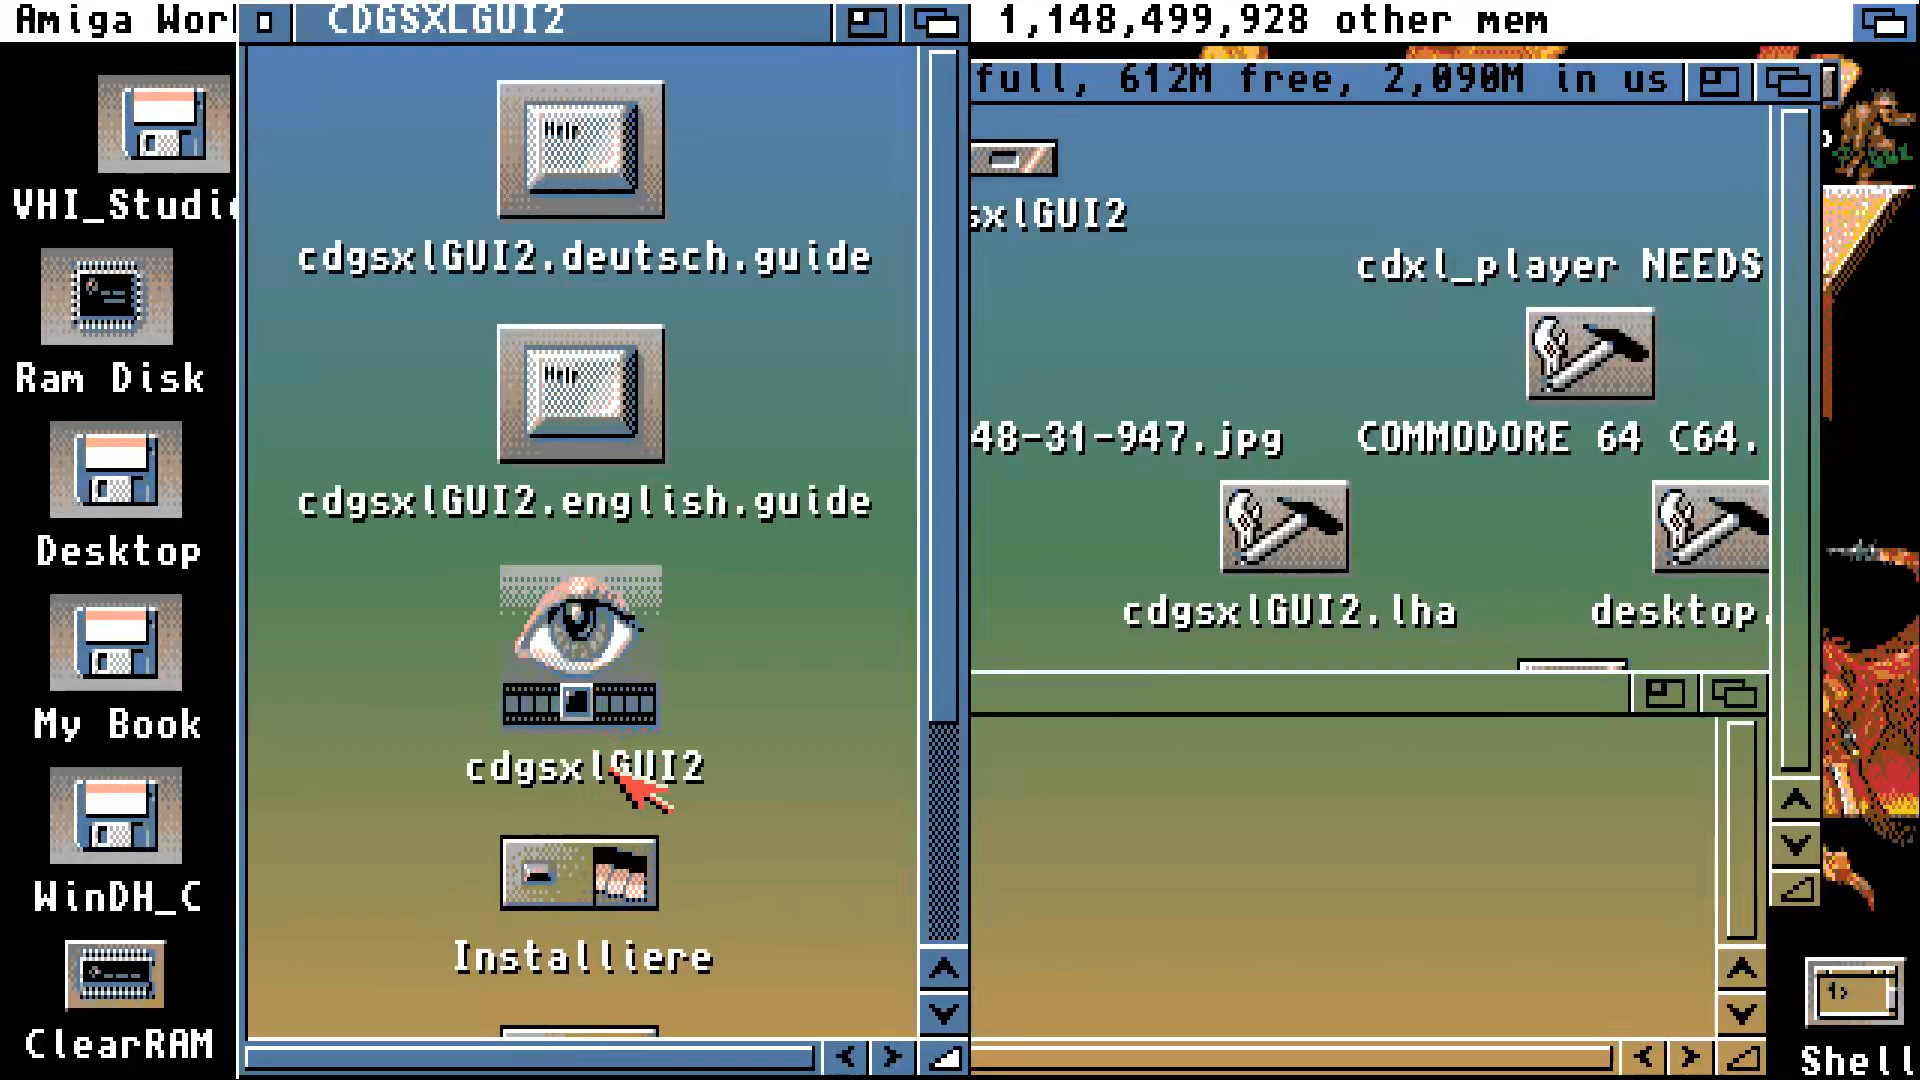 Amiga Wor
CDGSXLGUI2
1,148,499,928 other mem
full, 612M free, 2,090M in us
VHI_Studi
Ram Disk
Desktop
My Book
WinDH_C
ClearRAM
Help
cdgsxlGUI2.deutsch.guide
Help
cdgsxlGUI2.english.guide
cdgsxlGUI2
Installiere
sxlGUI2
cdxl_player NEEDS
48-31-947.jpg
COMMODORE 64 C64.
cdgsxlGUI2.lha
desktop.
1>
Shell